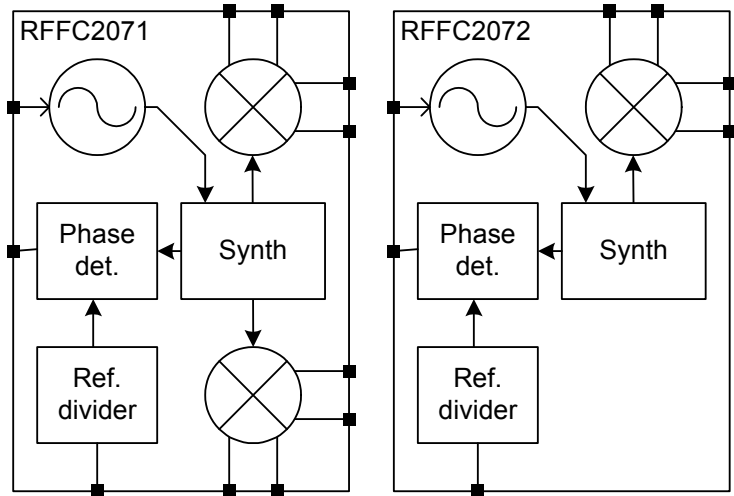 RFFC2071
Phase
det.
Synth
Ref.
divider
RFFC2072
Phase
det.
Synth
Ref.
divider